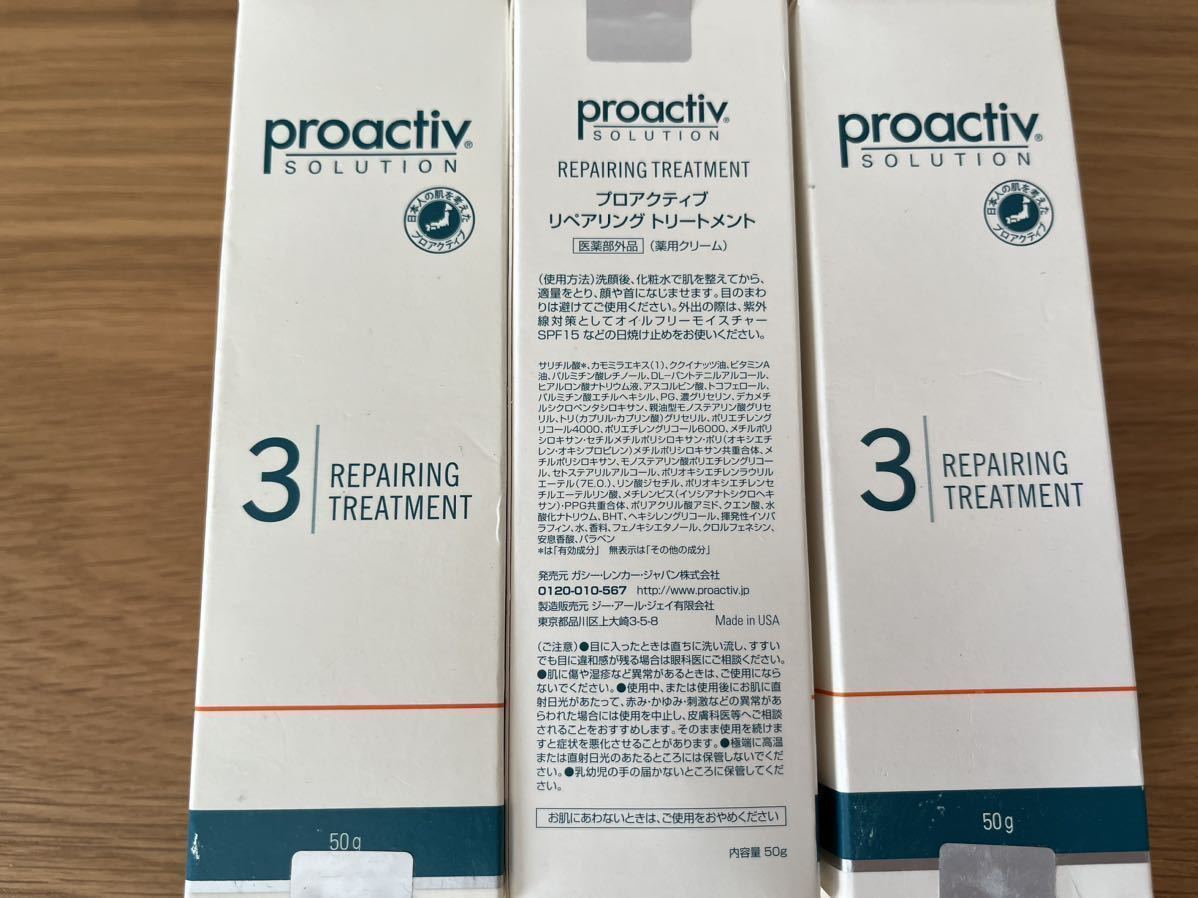 proactiv®
SOLUTION
日本人の肌を考えた
プロアクティブ
3
REPAIRING
TREATMENT
50g
proactiv®
SOLUTION
REPAIRING TREATMENT
プロアクティブ
リペアリング トリートメント
医薬部外品 (薬用クリーム)
(使用方法)洗顔後、化粧水で肌を整えてから、
適量をとり、顔や首になじませます。目のまわ
りは避けてご使用ください。外出の際は、紫外
線対策としてオイルフリーモイスチャー
SPF15 などの日焼け止めをお使いください。
サリチル酸*、カモミラエキス(1)、ククイナッツ油、ビタミンA
油、パルミチン酸レチノール、DL-パントテニルアルコール、
ヒアルロン酸ナトリウム液、アスコルビン酸、トコフェロール、
パルミチン酸エチルヘキシル、PG、濃グリセリン、デカメチ
ルシクロペンタシロキサン、親油型モノステアリン酸グリセ
リル、トリ(カプリル・カプリン酸)グリセリル、ポリエチレング
リコール4000、ポリエチレングリコール6000、メチルポリ
シロキサン・セチルメチルポリシロキサン・ポリ(オキシエチ
レン・オキシプロピレン)メチルポリシロキサン共重合体、メ
チルポリシロキサン、モノステアリン酸ポリエチレングリコー
ル、セトステアリルアルコール、ポリオキシエチレンラウリル
エーテル(7E.O.)、リン酸ジセチル、ポリオキシエチレンセ
チルエーテルリン酸、メチレンビス(イソシアナトシクロヘキ
サン)・PPG共重合体、ポリアクリル酸アミド、クエン酸、水
酸化ナトリウム、BHT、ヘキシレングリコール、揮発性イソパ
ラフィン、水、香料、フェノキシエタノール、クロルフェネシン、
安息香酸、パラベン
*は「有効成分」 無表示は「その他の成分」
発売元 ガシー・レンカー・ジャパン株式会社
0120-010-567 http://www.proactiv.jp
製造販売元 ジー・アール・ジェイ有限会社
東京都品川区上大崎3-5-8 Made in USA
(ご注意)●目に入ったときは直ちに洗い流し、すすい
でも目に違和感が残る場合は眼科医にご相談ください。
●肌に傷や湿疹など異常があるときは、ご使用になら
ないでください。●使用中、または使用後にお肌に直
射日光があたって、赤み・かゆみ・刺激などの異常があ
らわれた場合には使用を中止し、皮膚科医等へご相談
されることをおすすめします。そのまま使用を続けま
すと症状を悪化させることがあります。●極端に高温
または直射日光のあたるところには保管しないでくだ
さい。●乳幼児の手の届かないところに保管してくだ
さい。
お肌にあわないときは、ご使用をおやめください
内容量 50g
proactiv®
SOLUTION
日本人の肌を考えた
プロアクティブ
3
REPAIRING
TREATMENT
50g